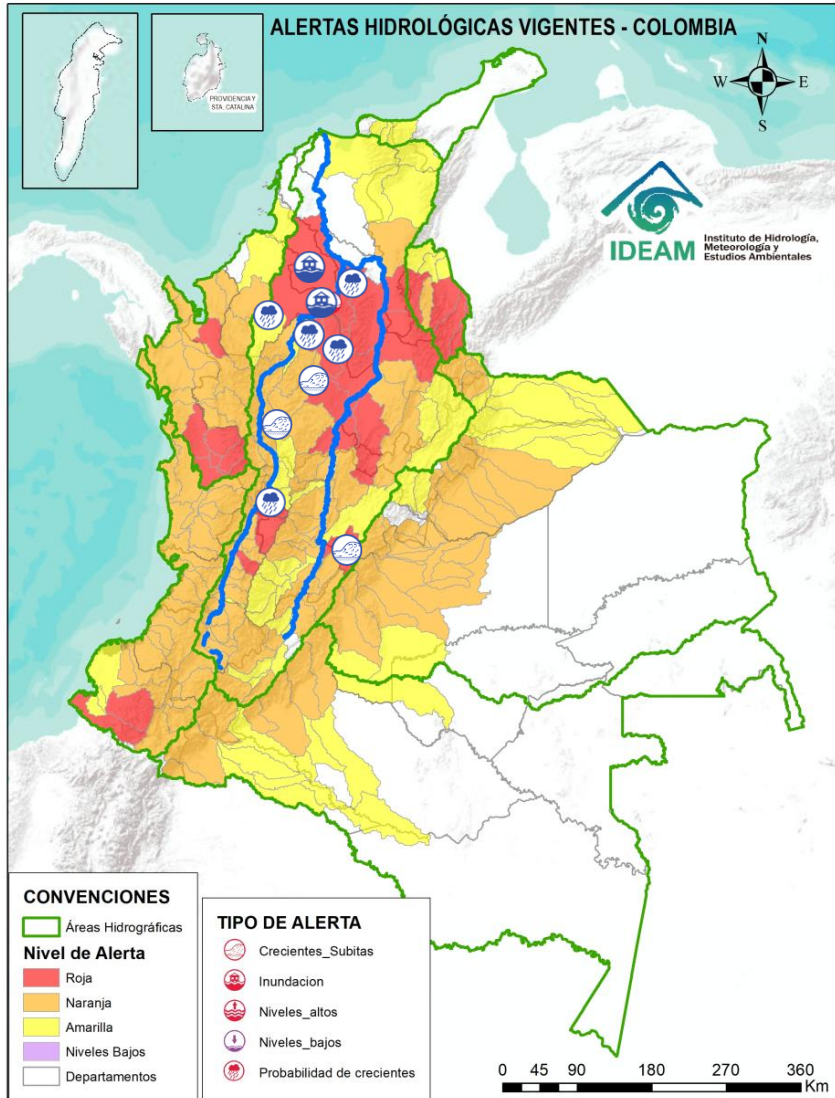 ALERTAS HIDROLÓGICAS VIGENTES - COLOMBIA
PROVIDENCIA Y
STA. CATALINA
N
W
E
S
IDEAM
Instituto de Hidrología,
Meteorología y
Estudios Ambientales
CONVENCIONES
Áreas Hidrográficas
Nivel de Alerta
Roja
Naranja
Amarilla
Niveles Bajos
Departamentos
TIPO DE ALERTA
Crecientes_Subitas
Inundacion
Niveles_altos
Niveles_bajos
Probabilidad de crecientes
0 45 90 180 270 360
Km